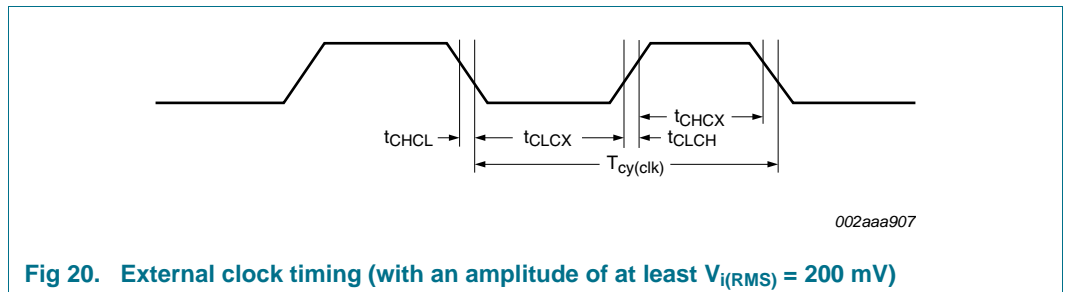 tCHCX
tCHCL tCLCX tCLCH
Tcy(clk)
002aaa907
Fig 20. External clock timing (with an amplitude of at least Vi(RMS) = 200 mV)